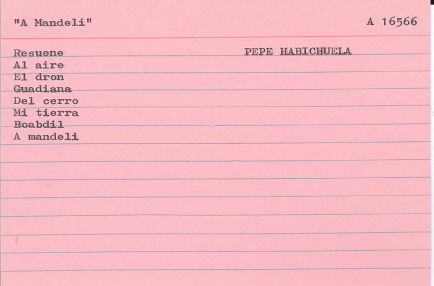 "A Mandeli" A 16566
Resuene PEPE HABICHUELA
Al aire
El dron
Guadiana
Del cerro
Mi tierra
Boabdil
A mandeli